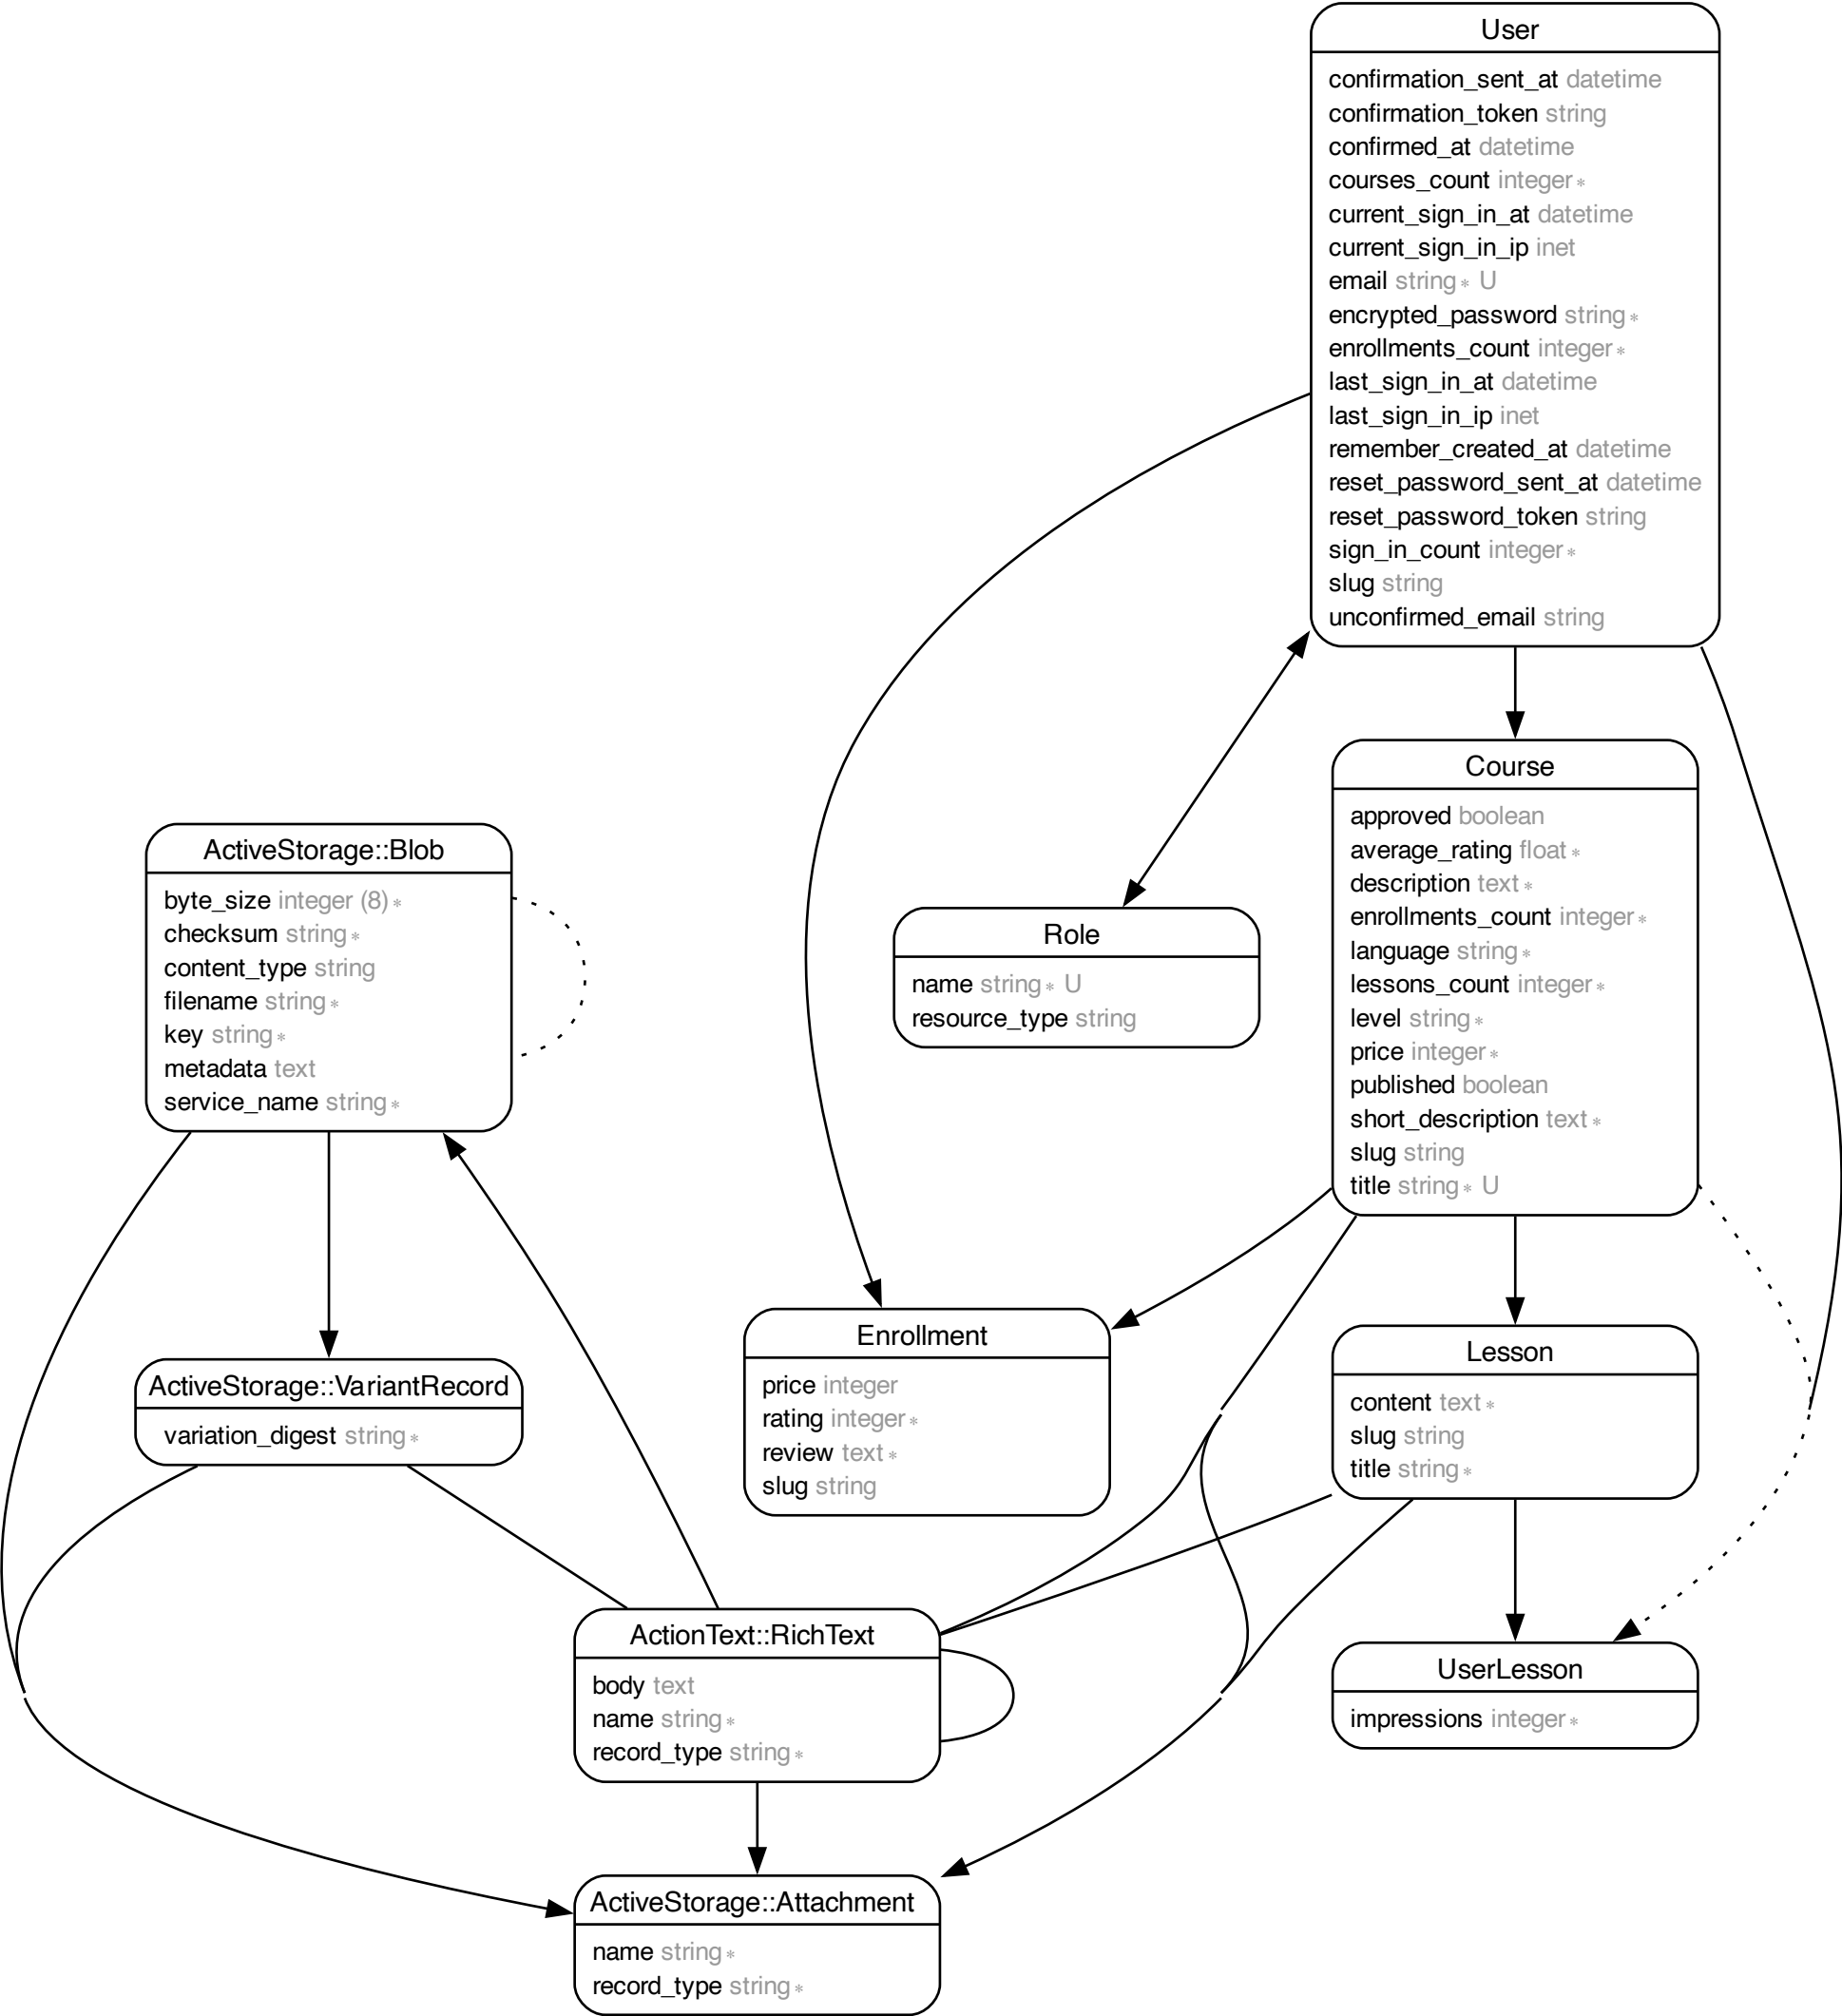 User
confirmation_sent_at datetime
confirmation_token string
confirmed_at datetime
courses_count integer *
current_sign_in_at datetime
current_sign_in_ip inet
email string * U
encrypted_password string *
enrollments_count integer *
last_sign_in_at datetime
last_sign_in_ip inet
remember_created_at datetime
reset_password_sent_at datetime
reset_password_token string
sign_in_count integer *
slug string
unconfirmed_email string
Course
approved boolean
average_rating float *
description text *
enrollments_count integer *
language string *
lessons_count integer *
level string *
price integer *
published boolean
short_description text *
slug string
title string * U
ActiveStorage::Blob
byte_size integer (8) *
checksum string *
content_type string
filename string *
key string *
metadata text
service_name string *
Role
name string * U
resource_type string
Enrollment
price integer
rating integer *
review text *
slug string
Lesson
content text *
slug string
title string *
ActiveStorage::VariantRecord
variation_digest string *
ActionText::RichText
body text
name string *
record_type string *
UserLesson
impressions integer *
ActiveStorage::Attachment
name string *
record_type string *